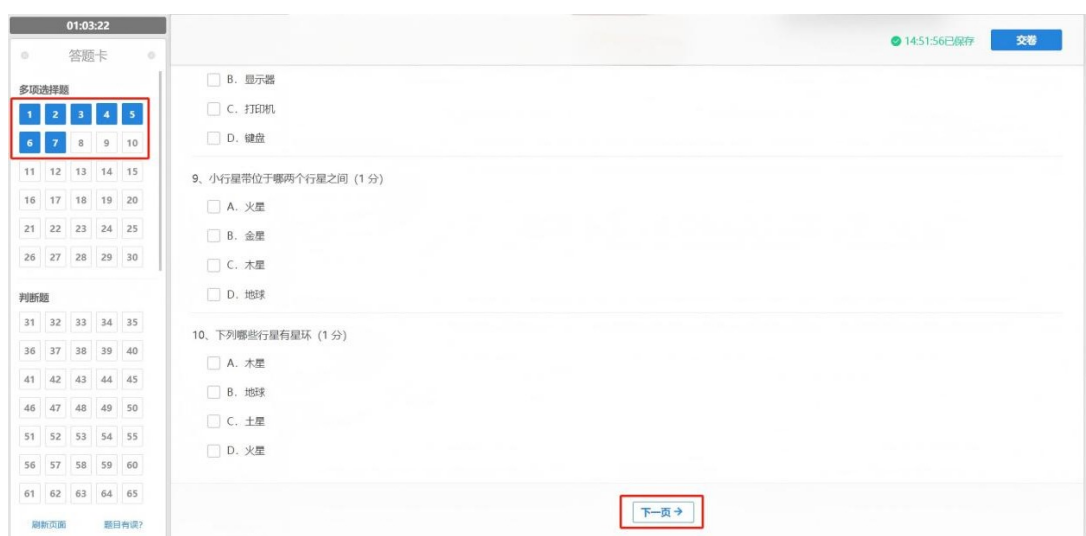 01:03:22
答题卡
多项选择题
1 2 3 4 5
6 7 8 9 10
11 12 13 14 15
16 17 18 19 20
21 22 23 24 25
26 27 28 29 30
判断题
31 32 33 34 35
36 37 38 39 40
41 42 43 44 45
46 47 48 49 50
51 52 53 54 55
56 57 58 59 60
61 62 63 64 65
刷新页面 题目有误?
14:51:56已保存 交卷
B. 显示器
C. 打印机
D. 键盘
9、小行星带位于哪两个行星之间 (1 分)
A. 火星
B. 金星
C. 木星
D. 地球
10、下列哪些行星有星环 (1 分)
A. 木星
B. 地球
C. 土星
D. 火星
下一页 →